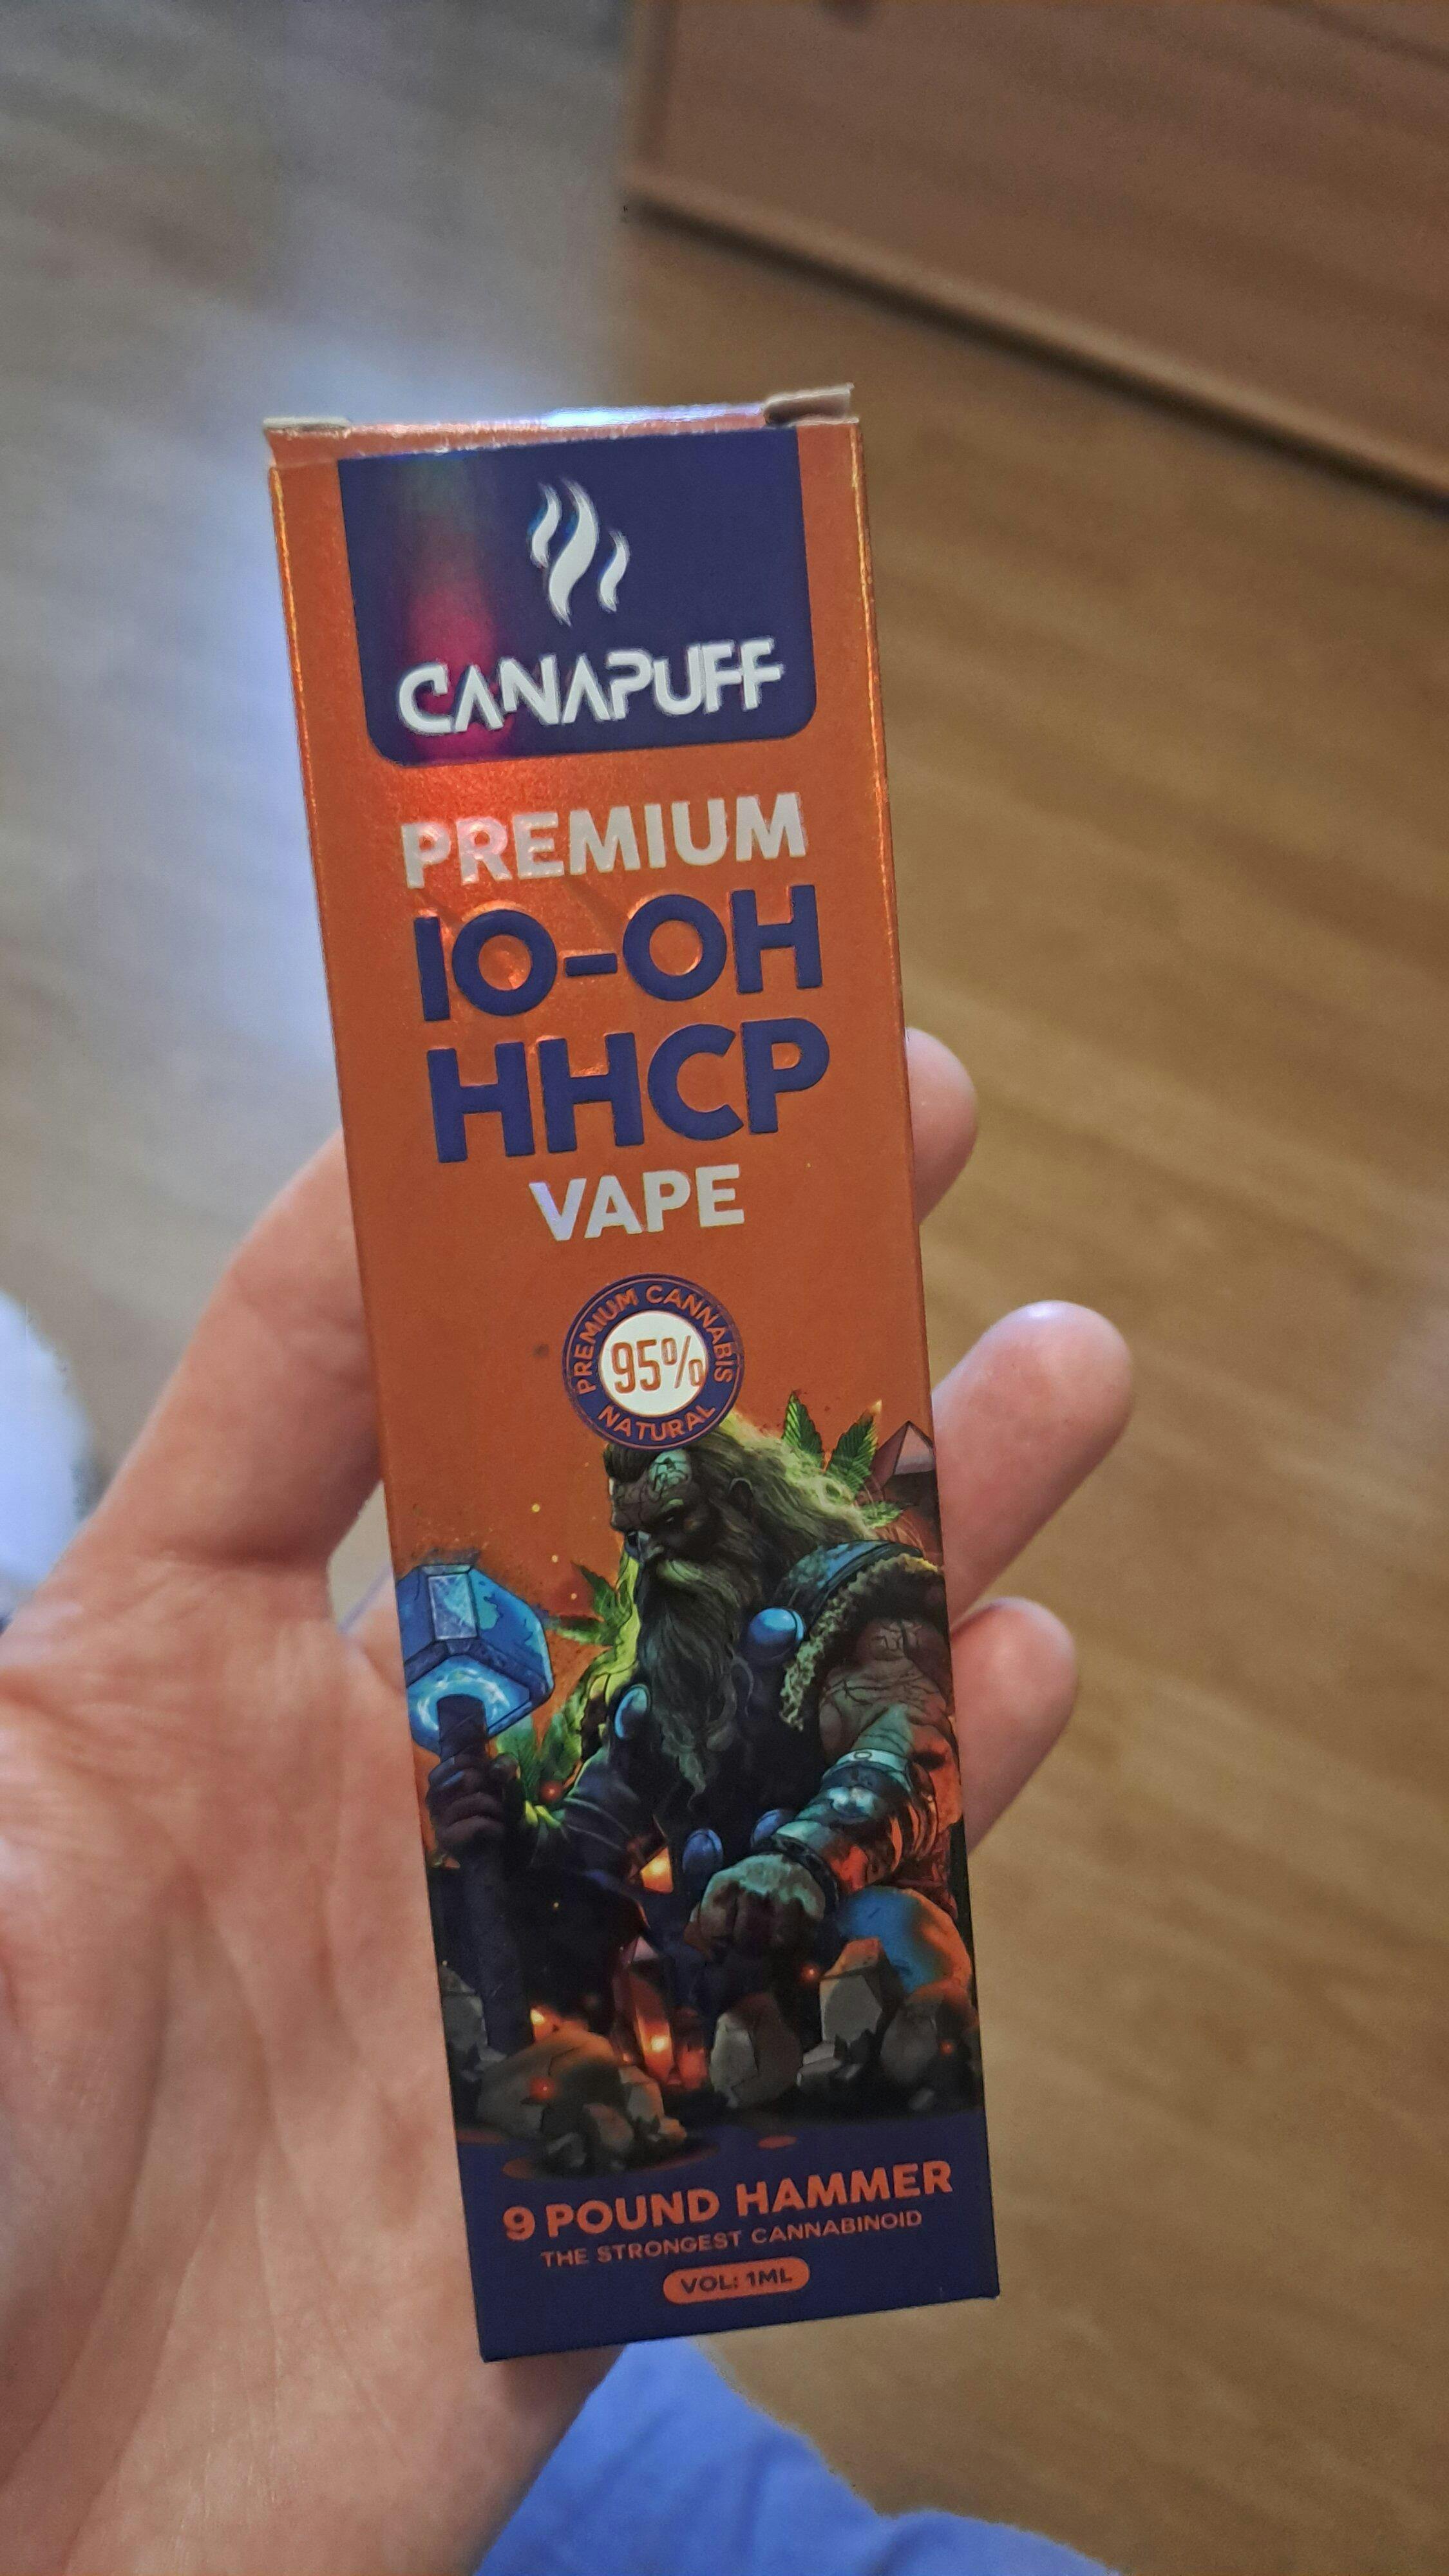 CANAPUFF
PREMIUM
10-OH
HHCP
VAPE
PREMIUM CANNABIS
95%
NATURAL
9 POUND HAMMER
THE STRONGEST CANNABINOID
VOL: 1ML